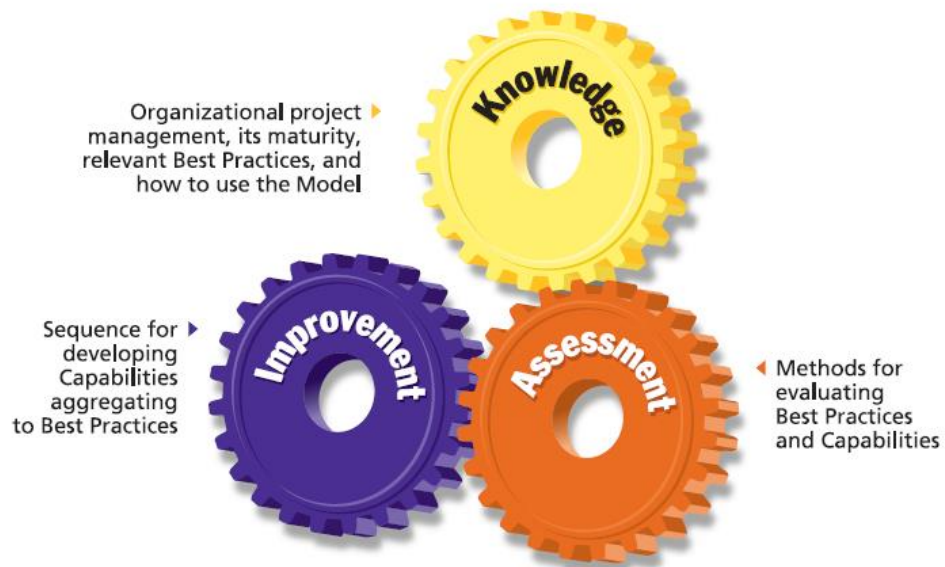 Knowledge
Organizational project
management, its maturity,
relevant Best Practices, and
how to use the Model
Improvement
Sequence for
developing
Capabilities
aggregating
to Best Practices
Assessment
Methods for
evaluating
Best Practices
and Capabilities